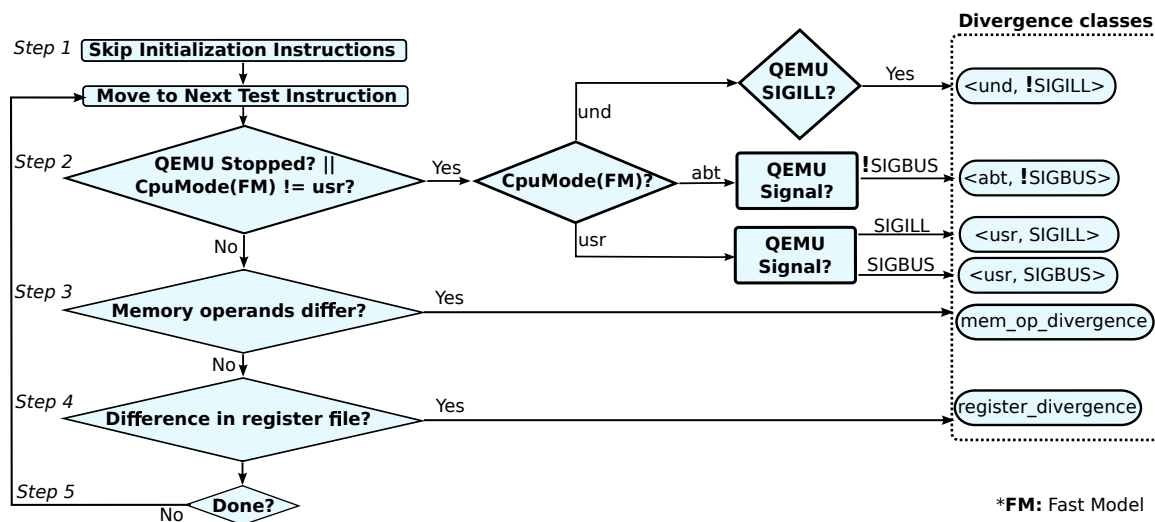 Divergence classes
Step 1
Skip Initialization Instructions
Move to Next Test Instruction
Step 2
QEMU Stopped? ||
CpuMode(FM) != usr?
Yes
CpuMode(FM)?
und
QEMU
SIGILL?
Yes
<und, !SIGILL>
abt
QEMU
Signal?
!SIGBUS
<abt, !SIGBUS>
usr
QEMU
Signal?
SIGILL
<usr, SIGILL>
SIGBUS
<usr, SIGBUS>
No
Step 3
Memory operands differ?
Yes
mem_op_divergence
No
Step 4
Difference in register file?
Yes
register_divergence
Step 5
Done?
No
*FM: Fast Model